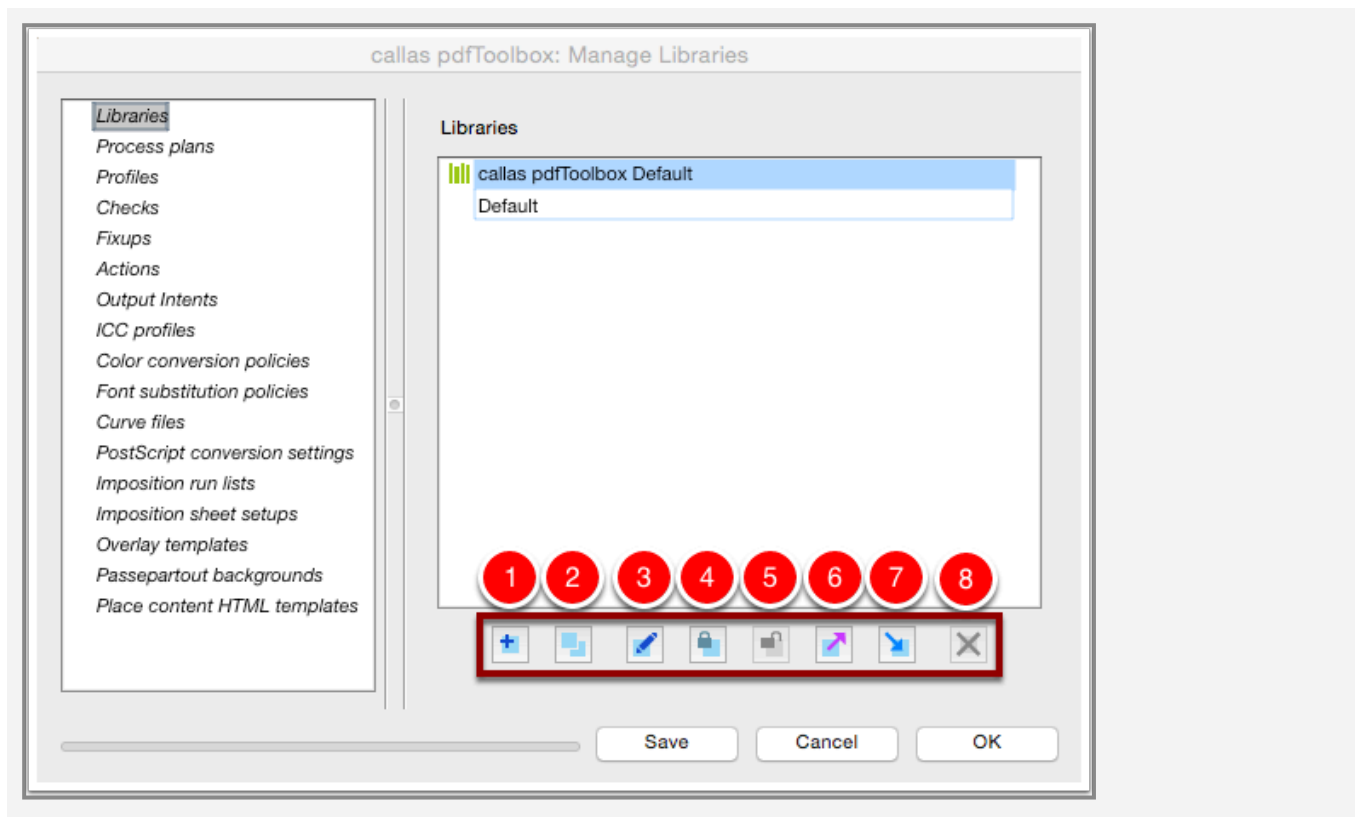 callas pdfToolbox: Manage Libraries
Libraries
Process plans
Profiles
Checks
Fixups
Actions
Output Intents
ICC profiles
Color conversion policies
Font substitution policies
Curve files
PostScript conversion settings
Imposition run lists
Imposition sheet setups
Overlay templates
Passepartout backgrounds
Place content HTML templates
Libraries
callas pdfToolbox Default
Default
1 2 3 4 5 6 7 8
Save Cancel OK